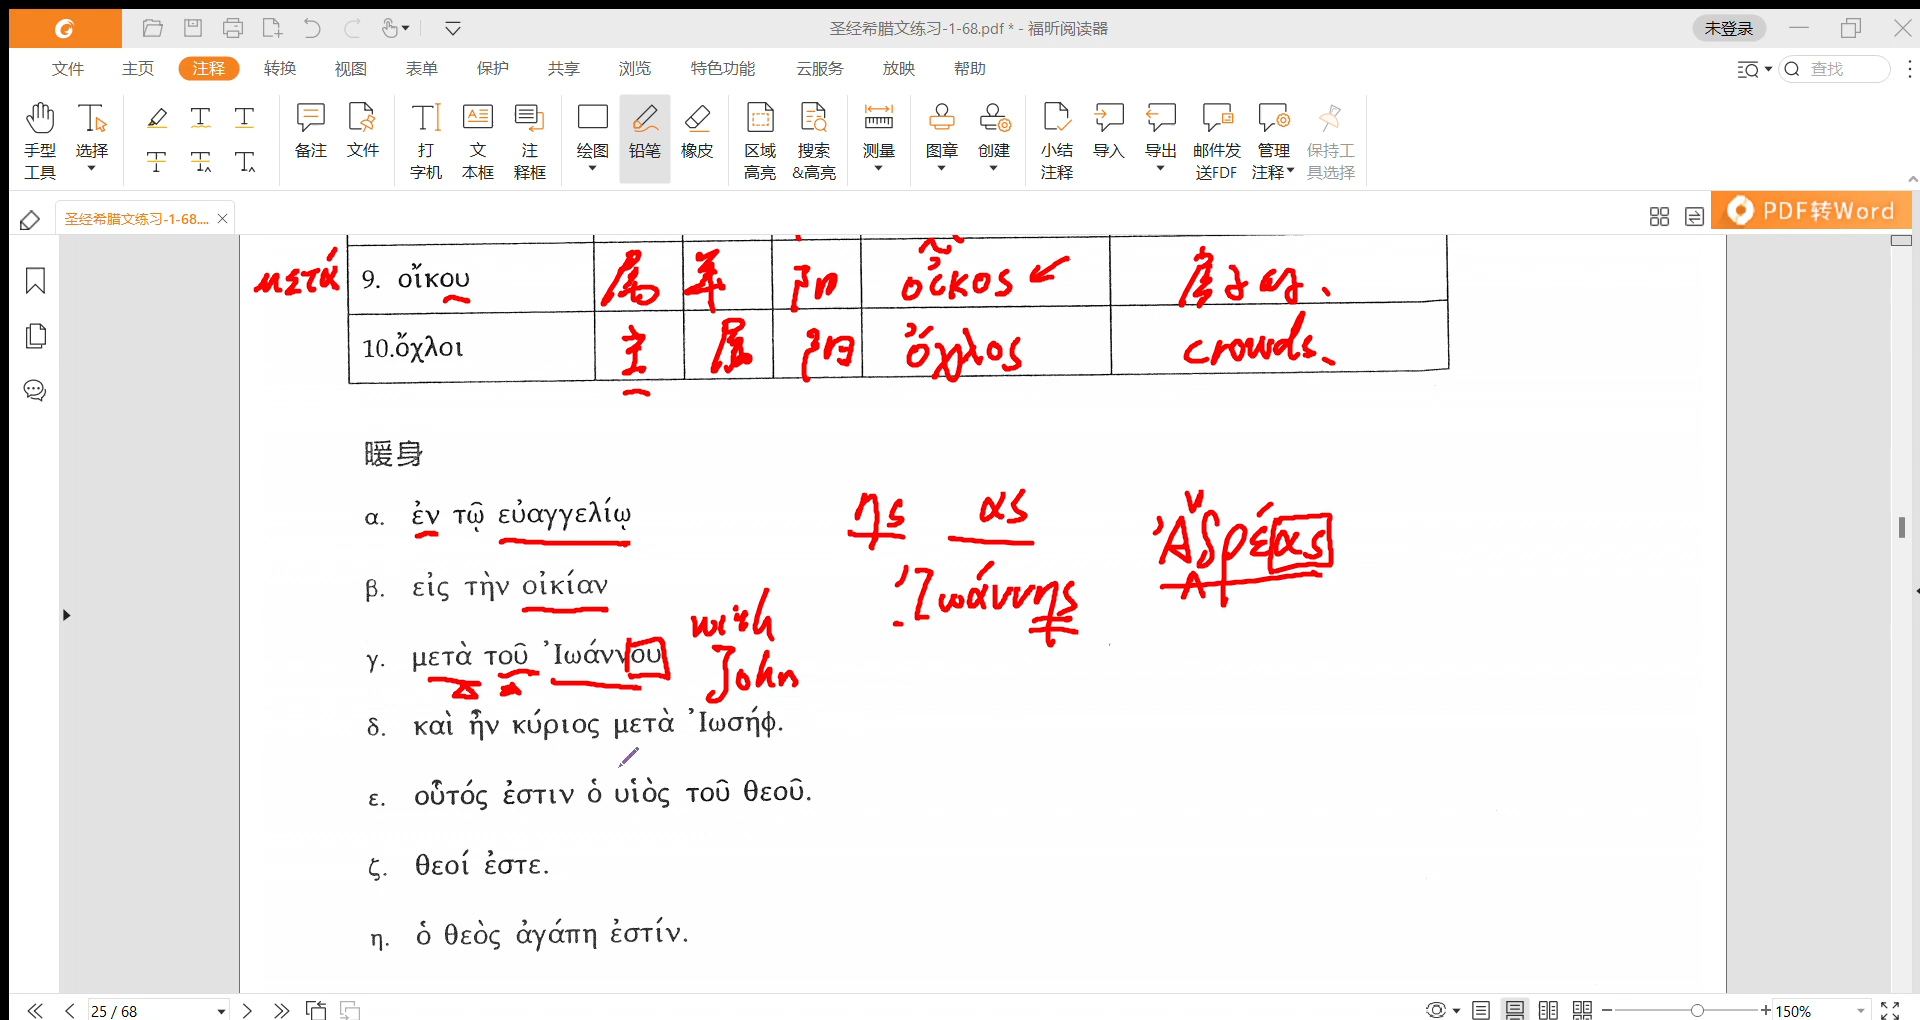 圣经希腊文练习-1-68.pdf * - 福昕阅读器
未登录
文件 主页 注释 转换 视图 表单 保护 共享 浏览 特色功能 云服务 放映 帮助
查找
手型工具 选择 备注 文件 打字机 文本框 注释框 绘图 铅笔 橡皮 区域高亮 搜索&高亮 测量 图章 创建 小结注释 导入 导出 邮件发送FDF 管理注释 保持工具选择
圣经希腊文练习-1-68....
PDF转Word
μετά 9. οἴκου 属 单 阳 οἶκος 房子的.
10.ὄχλοι 主 阳 ὄχλος crowds.
暖身
α. ἐν τῷ εὐαγγελίῳ
ης ας
Ἀδρέας
ν
β. εἰς τὴν οἰκίαν
Ἰωάννης
γ. μετὰ τοῦ Ἰωάννου
with
John
δ. καὶ ἦν κύριος μετὰ Ἰωσήφ.
ε. οὗτός ἐστιν ὁ υἱὸς τοῦ θεοῦ.
ζ. θεοί ἐστε.
η. ὁ θεὸς ἀγάπη ἐστίν.
25 / 68
150%